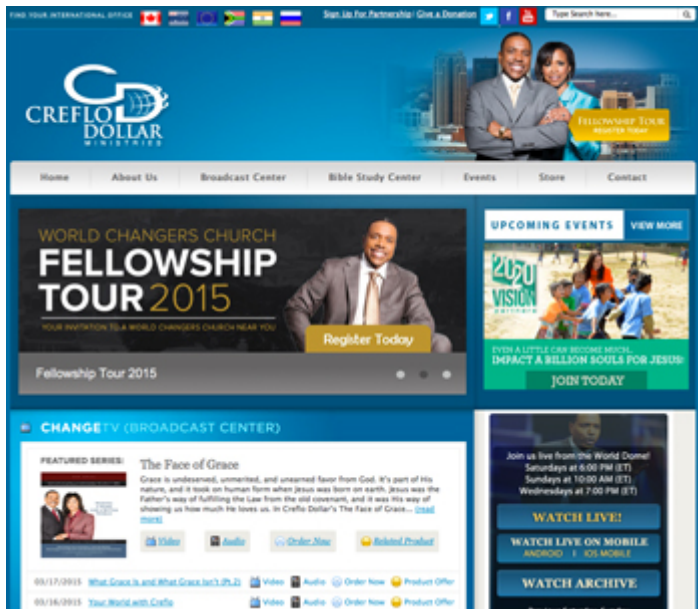 FIND YOUR INTERNATIONAL OFFICE
Sign Up For Partnership | Give a Donation
Type Search here...
CREFLO
DOLLAR
MINISTRIES
FELLOWSHIP TOUR
REGISTER TODAY
Home About Us Broadcast Center Bible Study Center Events Store Contact
WORLD CHANGERS CHURCH
FELLOWSHIP
TOUR 2015
YOUR INVITATION TO A WORLD CHANGERS CHURCH NEAR YOU
Register Today
Fellowship Tour 2015
UPCOMING EVENTS VIEW MORE
2020
VISION
EVEN A LITTLE CAN BECOME MUCH...
IMPACT A BILLION SOULS FOR JESUS!
JOIN TODAY
CHANGETV (BROADCAST CENTER)
FEATURED SERIES:
The Face of Grace
Grace is undeserved, unmerited, and unearned favor from God. It's part of His
nature, and it took on human form when Jesus was born on earth. Jesus was the
Father's way of fulfilling the Law from the old covenant, and it was His way of
showing us how much He loves us. In Creflo Dollar's The Face of Grace... (read
more)
Video Audio Order Now Related Product
03/17/2015 What Grace Is and What Grace Isn't (Pt.2) Video Audio Order Now Product Offer
03/16/2015 Your World with Creflo Video Audio Order Now Product Offer
Join us live from the World Dome!
Saturdays at 6:00 PM (ET)
Sundays at 10:00 AM (ET)
Wednesdays at 7:00 PM (ET)
WATCH LIVE!
WATCH LIVE ON MOBILE
ANDROID | IOS MOBILE
WATCH ARCHIVE